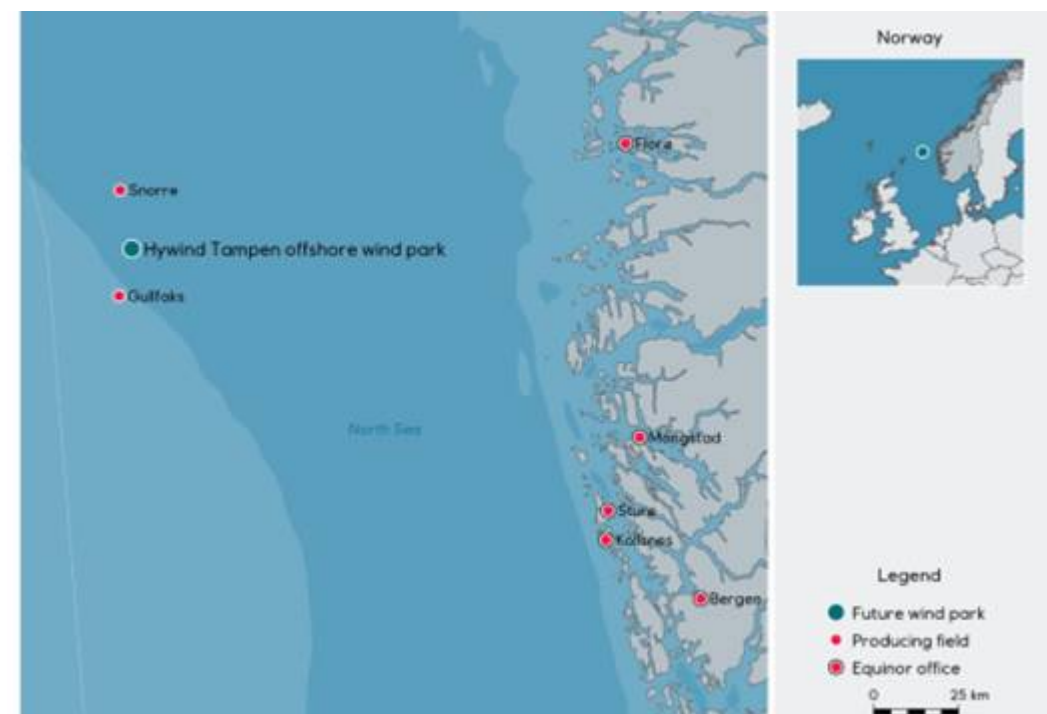 Norway
Flora
Snorre
Hywind Tampen offshore wind park
Gullfaks
North Sea
Mongstad
Sture
Kollsnes
Bergen
Legend
Future wind park
Producing field
Equinor office
0 25 km